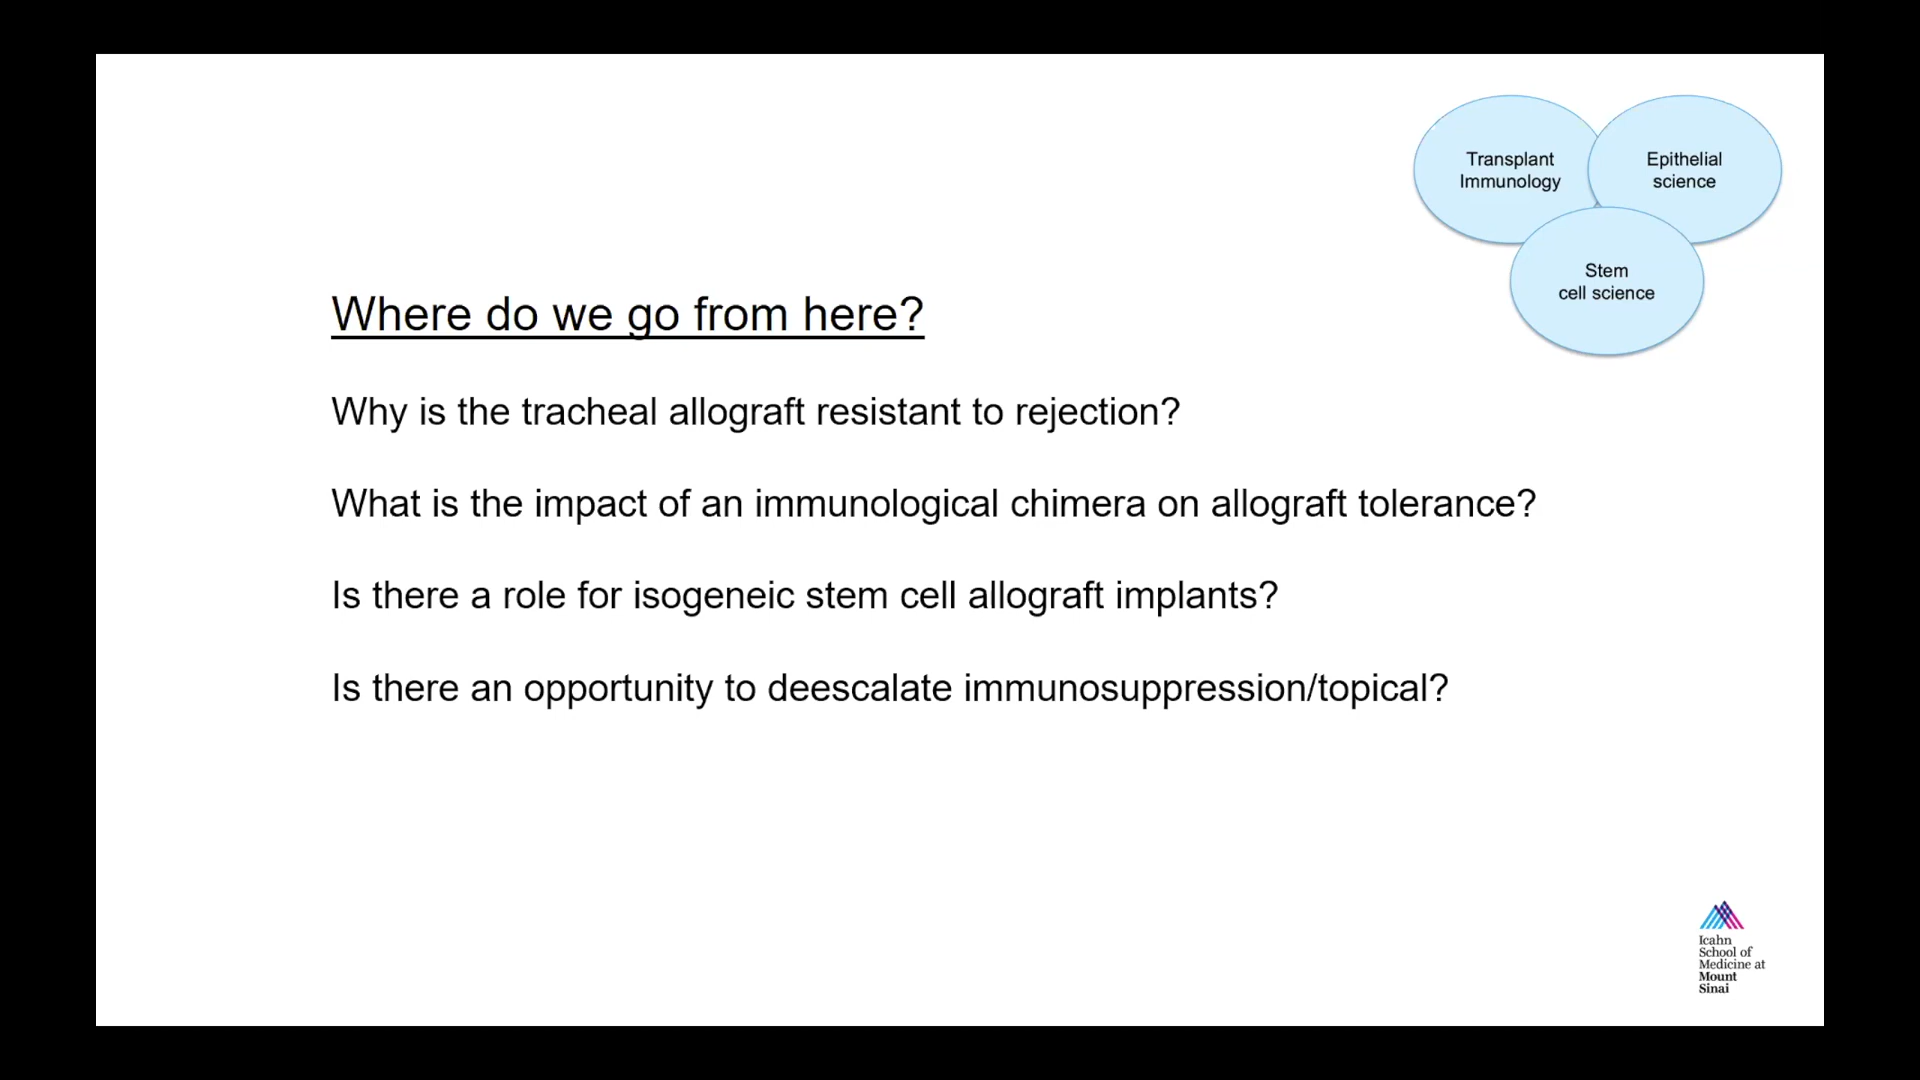 Transplant
Immunology
Epithelial
science
Stem
cell science
Where do we go from here?
Why is the tracheal allograft resistant to rejection?
What is the impact of an immunological chimera on allograft tolerance?
Is there a role for isogeneic stem cell allograft implants?
Is there an opportunity to deescalate immunosuppression/topical?
Icahn
School of
Medicine at
Mount
Sinai